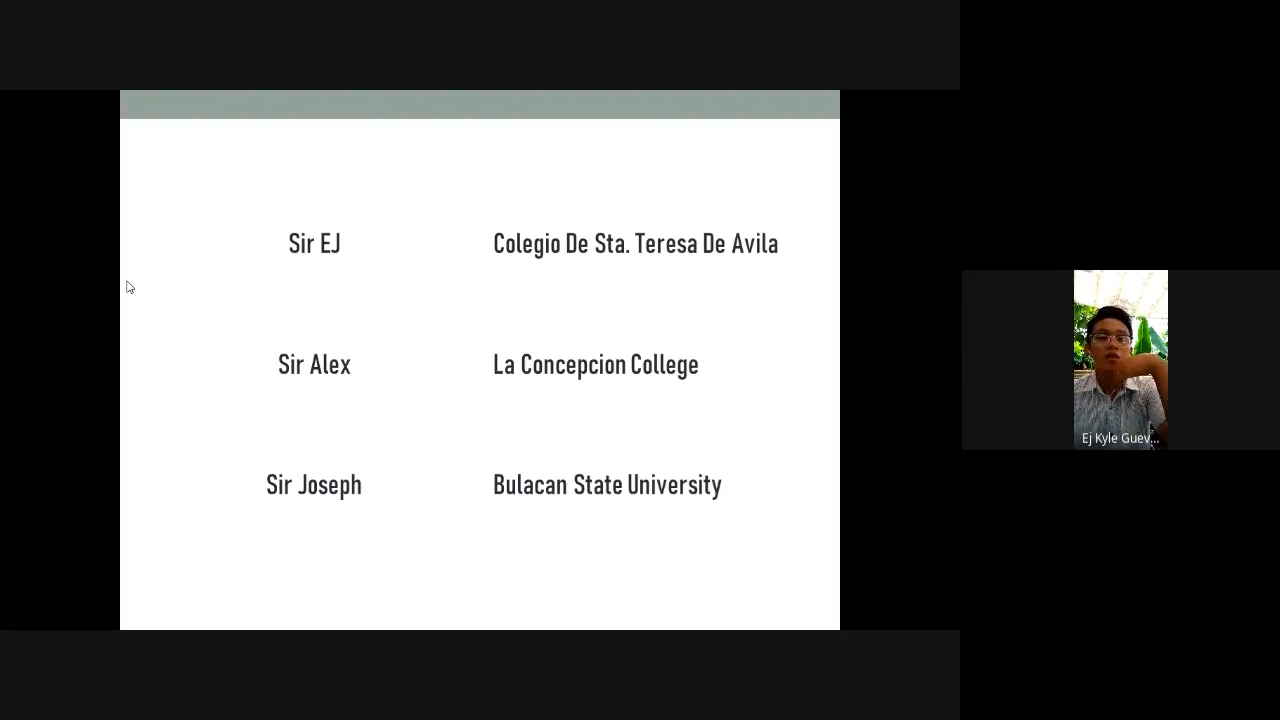 Sir EJ Colegio De Sta. Teresa De Avila
Sir Alex La Concepcion College
Sir Joseph Bulacan State University
Ej Kyle Guev...